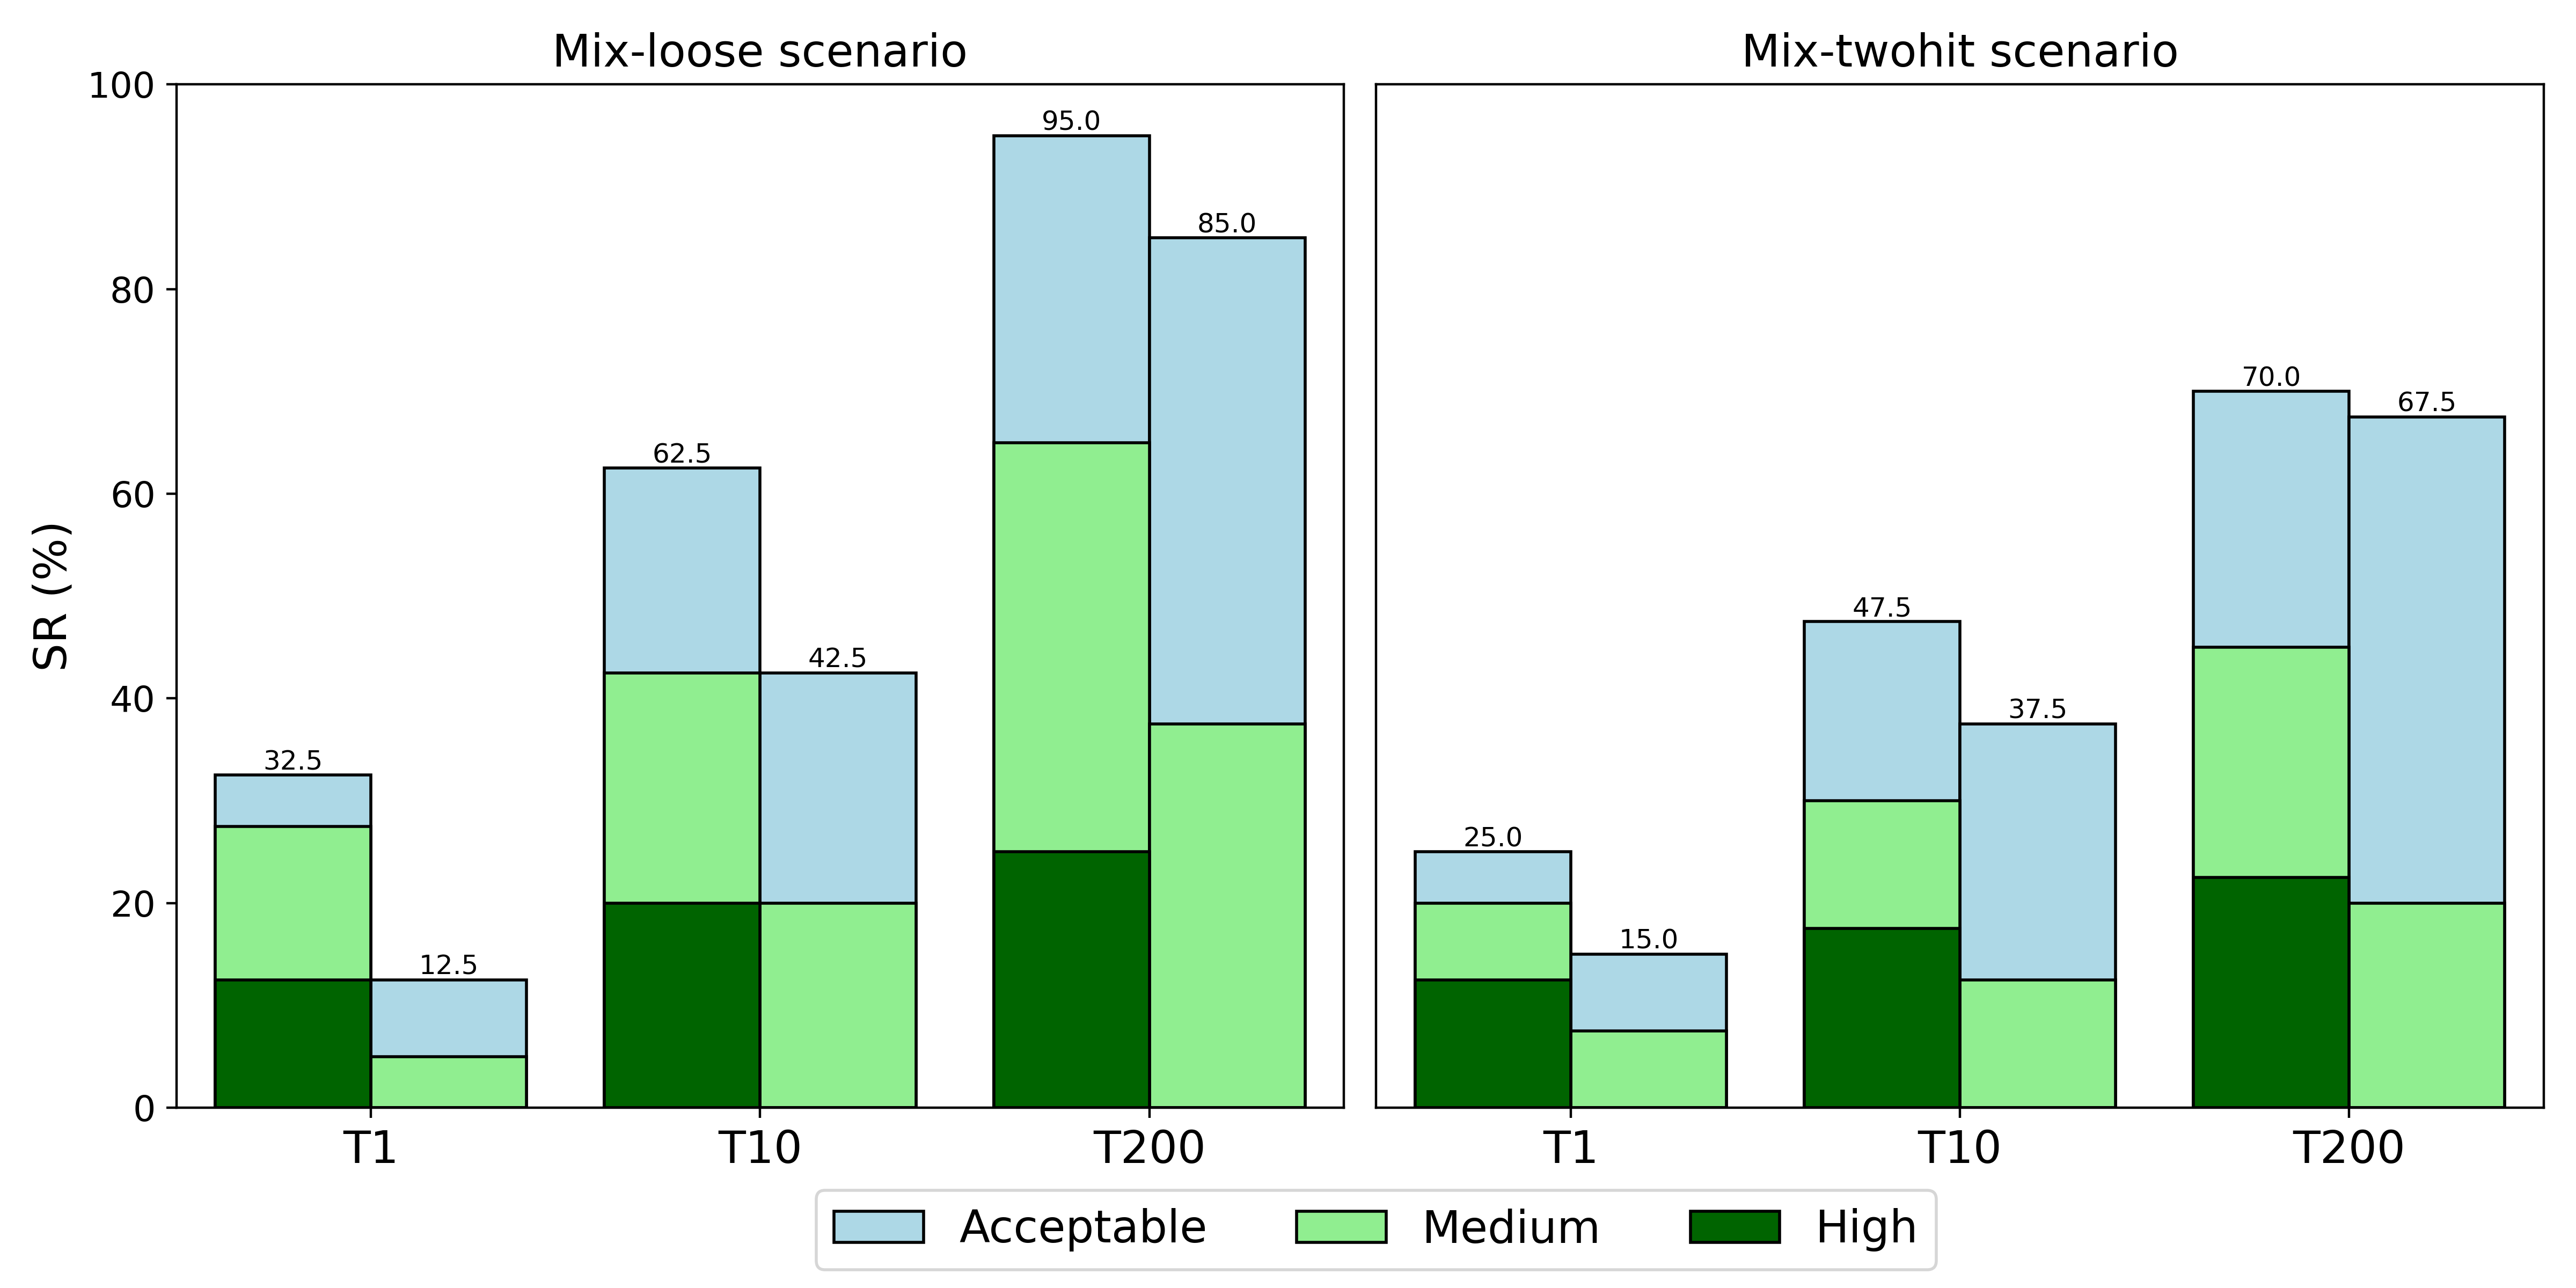 Mix-loose scenario
Mix-twohit scenario
SR (%)
100
80
60
40
20
0
32.5
12.5
62.5
42.5
95.0
85.0
25.0
15.0
47.5
37.5
70.0
67.5
T1
T10
T200
T1
T10
T200
Acceptable
Medium
High